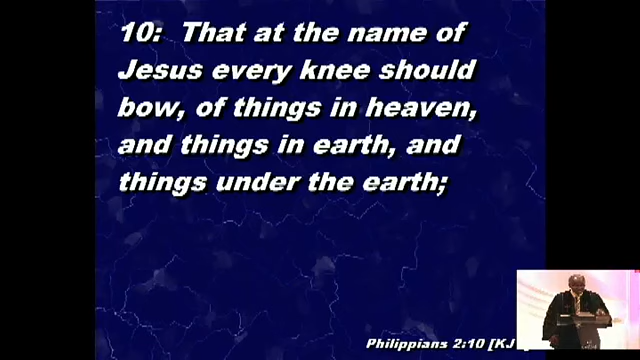 10: That at the name of
Jesus every knee should
bow, of things in heaven,
and things in earth, and
things under the earth;
Philippians 2:10 [KJ